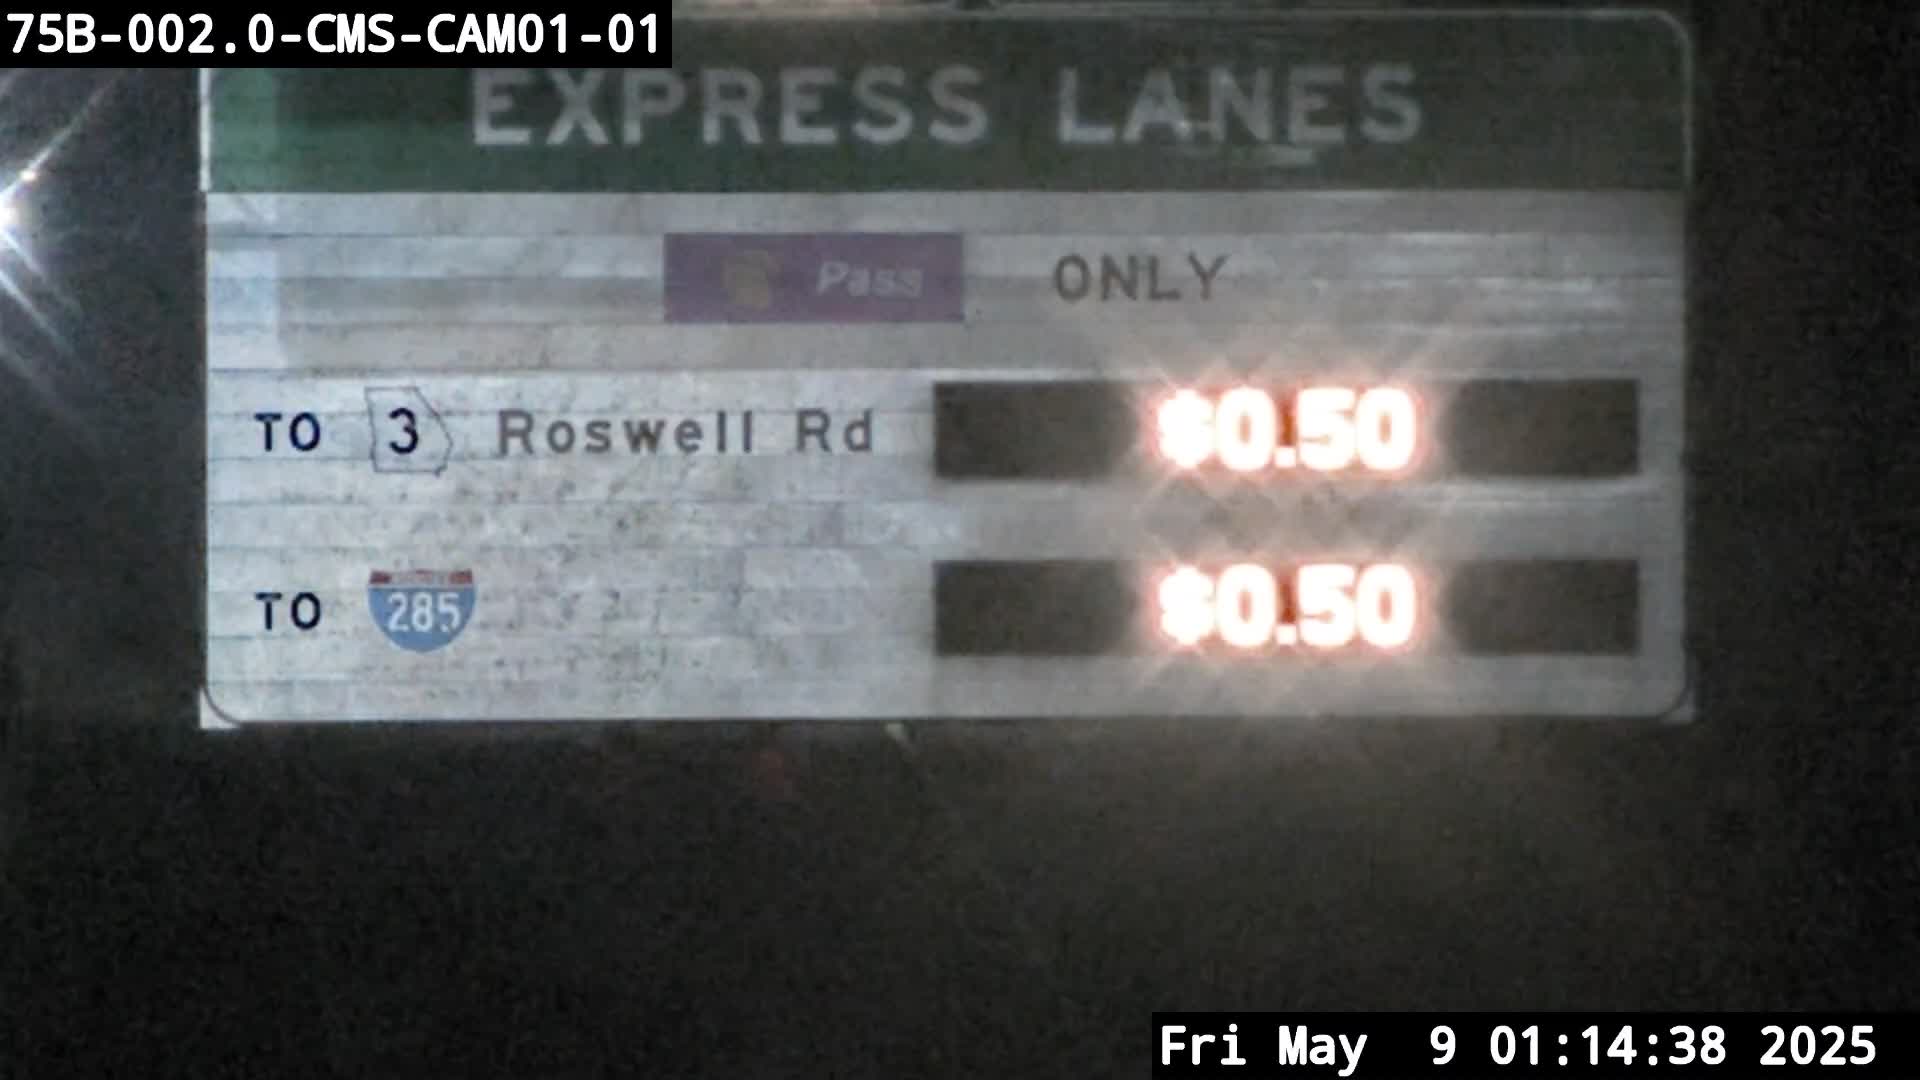 75B-002.0-CMS-CAM01-01
EXPRESS LANES
Pass ONLY
TO 3 Roswell Rd $0.50
TO 285 $0.50
Fri May 9 01:14:38 2025